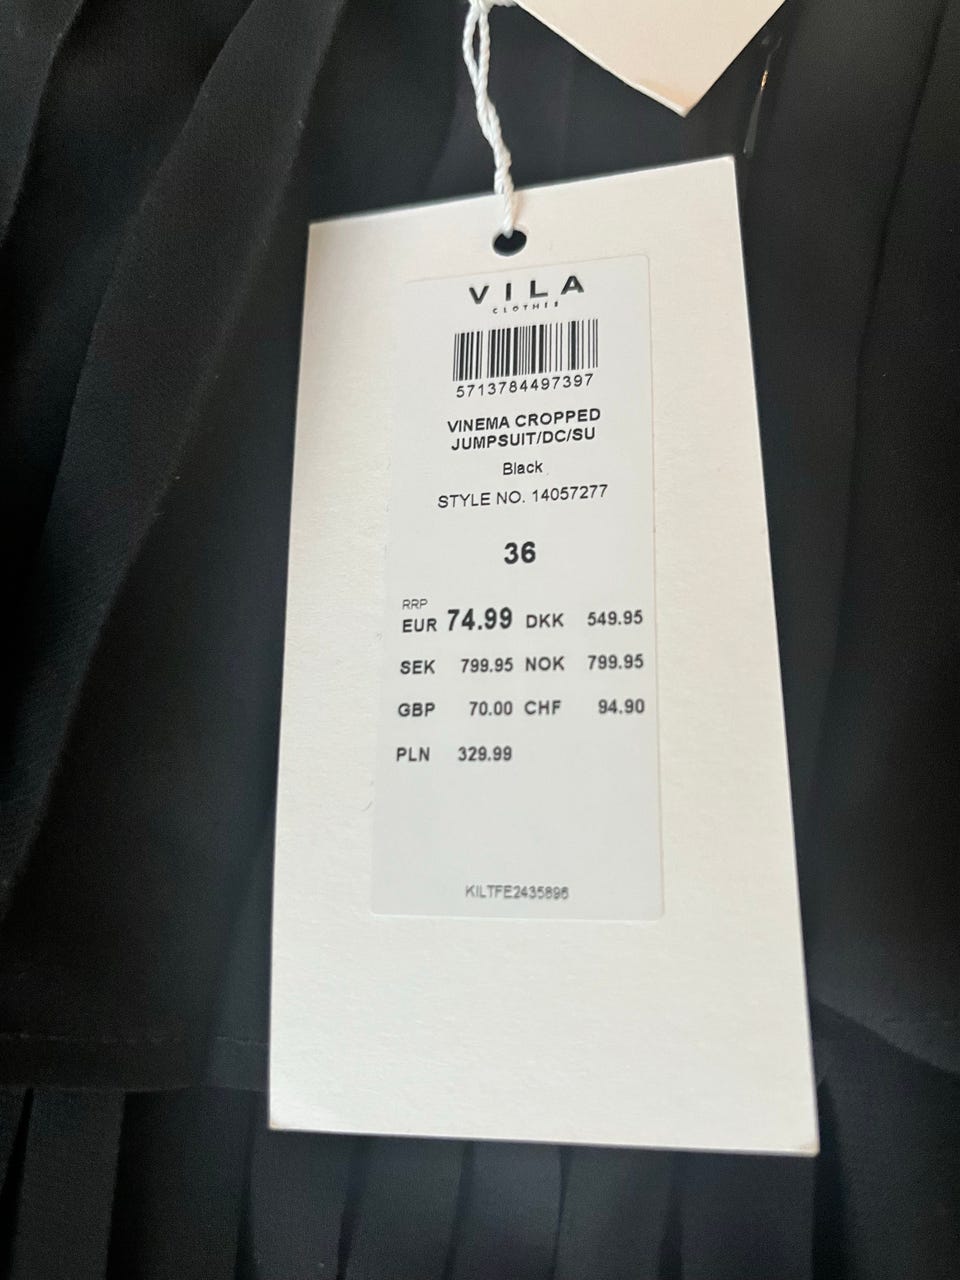 VILA
CLOTHES
5713784497397
VINEMA CROPPED
JUMPSUIT/DC/SU
Black
STYLE NO. 14057277
36
RRP
EUR 74.99 DKK 549.95
SEK 799.95 NOK 799.95
GBP 70.00 CHF 94.90
PLN 329.99
KILTFE2435896